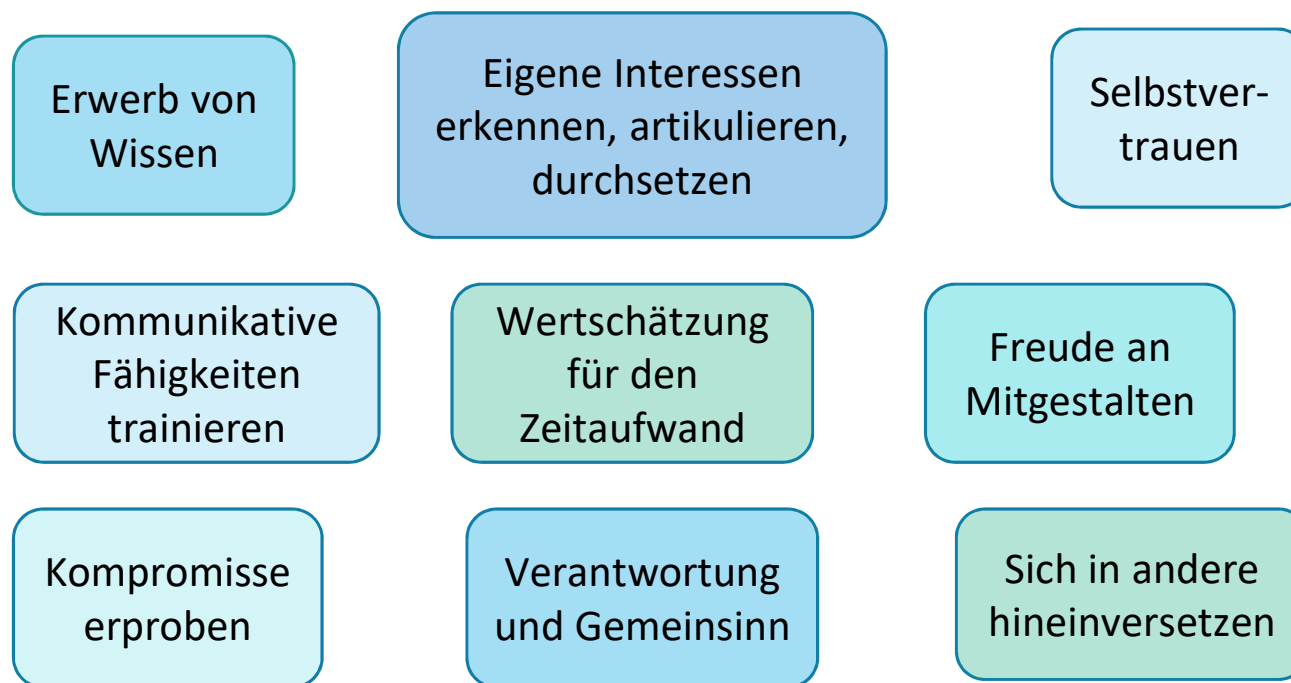 Erwerb von
Wissen
Eigene Interessen
erkennen, artikulieren,
durchsetzen
Selbstver-
trauen
Kommunikative
Fähigkeiten
trainieren
Wertschätzung
für den
Zeitaufwand
Freude an
Mitgestalten
Kompromisse
erproben
Verantwortung
und Gemeinsinn
Sich in andere
hineinversetzen